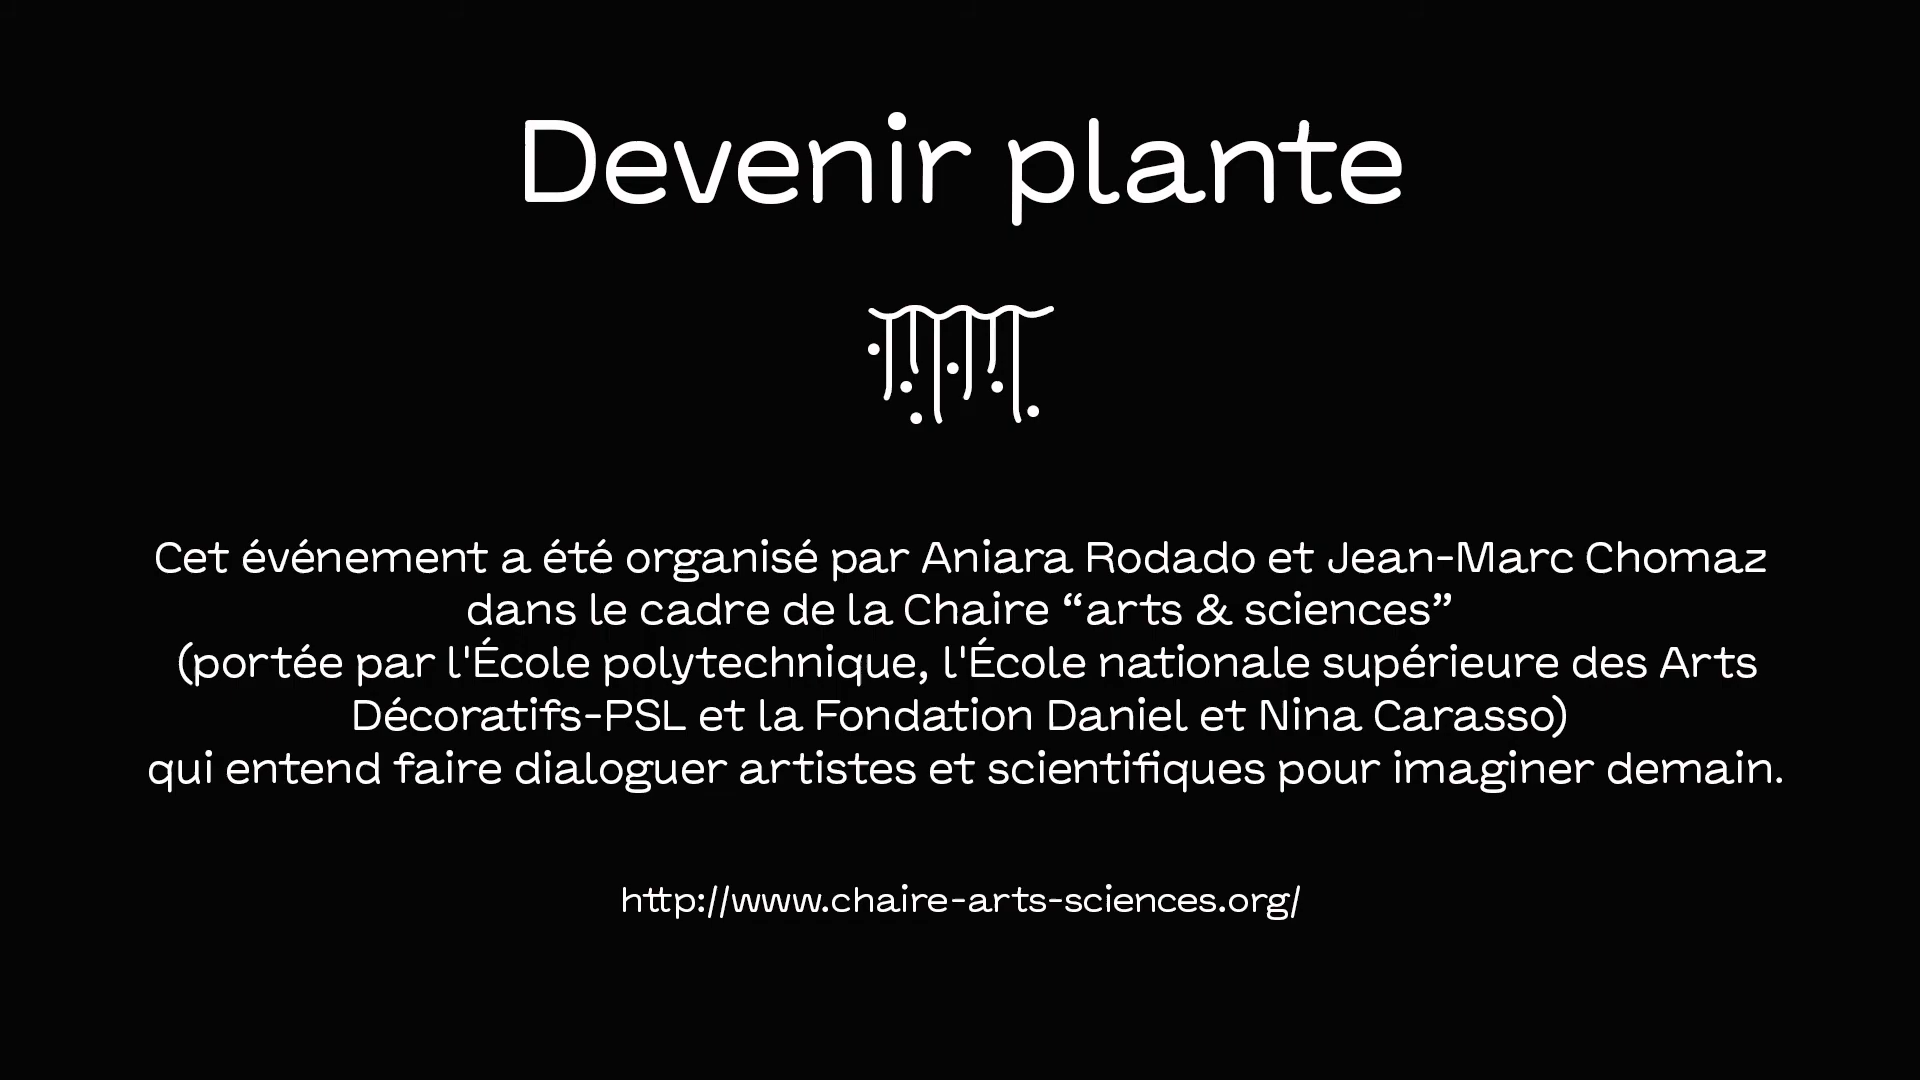 Devenir plante
Cet événement a été organisé par Aniara Rodado et Jean-Marc Chomaz
dans le cadre de la Chaire “arts & sciences”
(portée par l'École polytechnique, l'École nationale supérieure des Arts
Décoratifs-PSL et la Fondation Daniel et Nina Carasso)
qui entend faire dialoguer artistes et scientifiques pour imaginer demain.
http://www.chaire-arts-sciences.org/